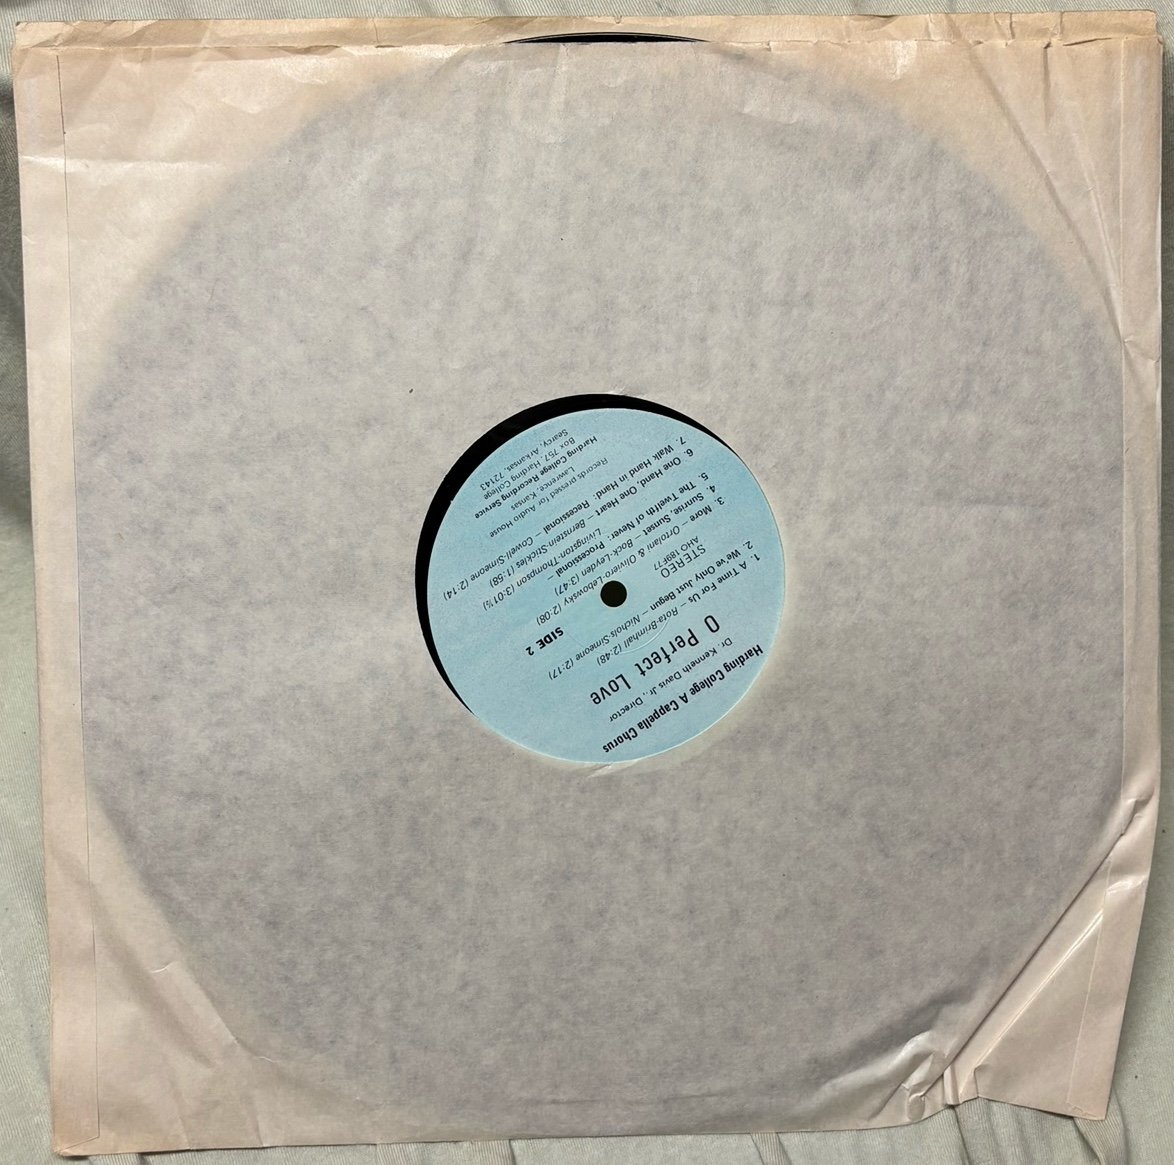 Harding College A Cappella Chorus
Dr. Kenneth Davis Jr., Director
O Perfect Love
1. A Time For Us – Rota-Brimhall (2:48)
2. We've Only Just Begun – Nichols-Simeone (2:17)
STEREO
AHG 189F77
SIDE 2
3. More – Ortolani & Oliviero-Lebowsky (2:08)
4. Sunrise, Sunset – Bock-Leyden (3:47)
5. The Twelfth of Never: Processional –
Livingston-Thompson (3:01½)
6. One Hand, One Heart – Bernstein-Stickles (1:58)
7. Walk Hand in Hand: Recessional – Cowell-Simeone (2:14)
Records pressed for Audio House
Lawrence, Kansas
Harding College Recording Service
Box 757, Harding College
Searcy, Arkansas, 72143